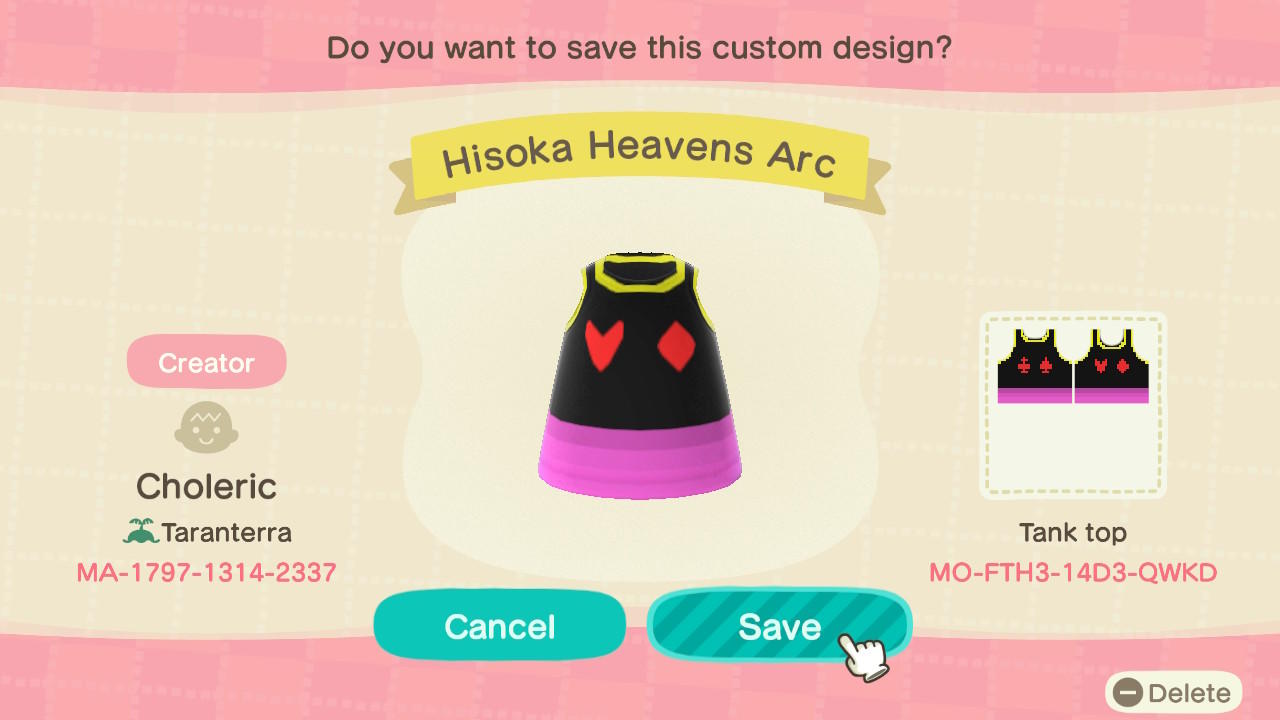 Do you want to save this custom design?
Hisoka Heavens Arc
Creator
Choleric
Taranterra
MA-1797-1314-2337
Tank top
MO-FTH3-14D3-QWKD
Cancel
Save
Delete